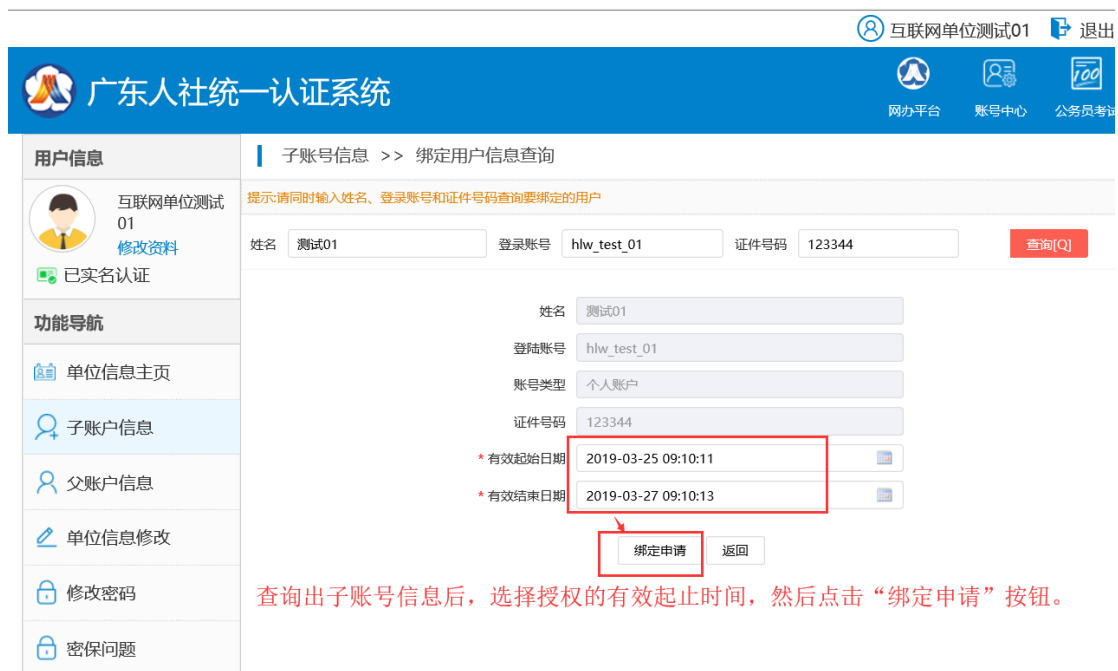 互联网单位测试01 退出
广东人社统一认证系统
网办平台 账号中心 公务员考试
100
用户信息
互联网单位测试
01
修改资料
已实名认证
功能导航
单位信息主页
子账户信息
父账户信息
单位信息修改
修改密码
密保问题
子账号信息 >> 绑定用户信息查询
提示:请同时输入姓名、登录账号和证件号码查询要绑定的用户
姓名 测试01 登录账号 hlw_test_01 证件号码 123344 查询[Q]
姓名 测试01
登陆账号 hlw_test_01
账号类型 个人账户
证件号码 123344
* 有效起始日期 2019-03-25 09:10:11
* 有效结束日期 2019-03-27 09:10:13
绑定申请 返回
查询出子账号信息后，选择授权的有效起止时间，然后点击“绑定申请”按钮。